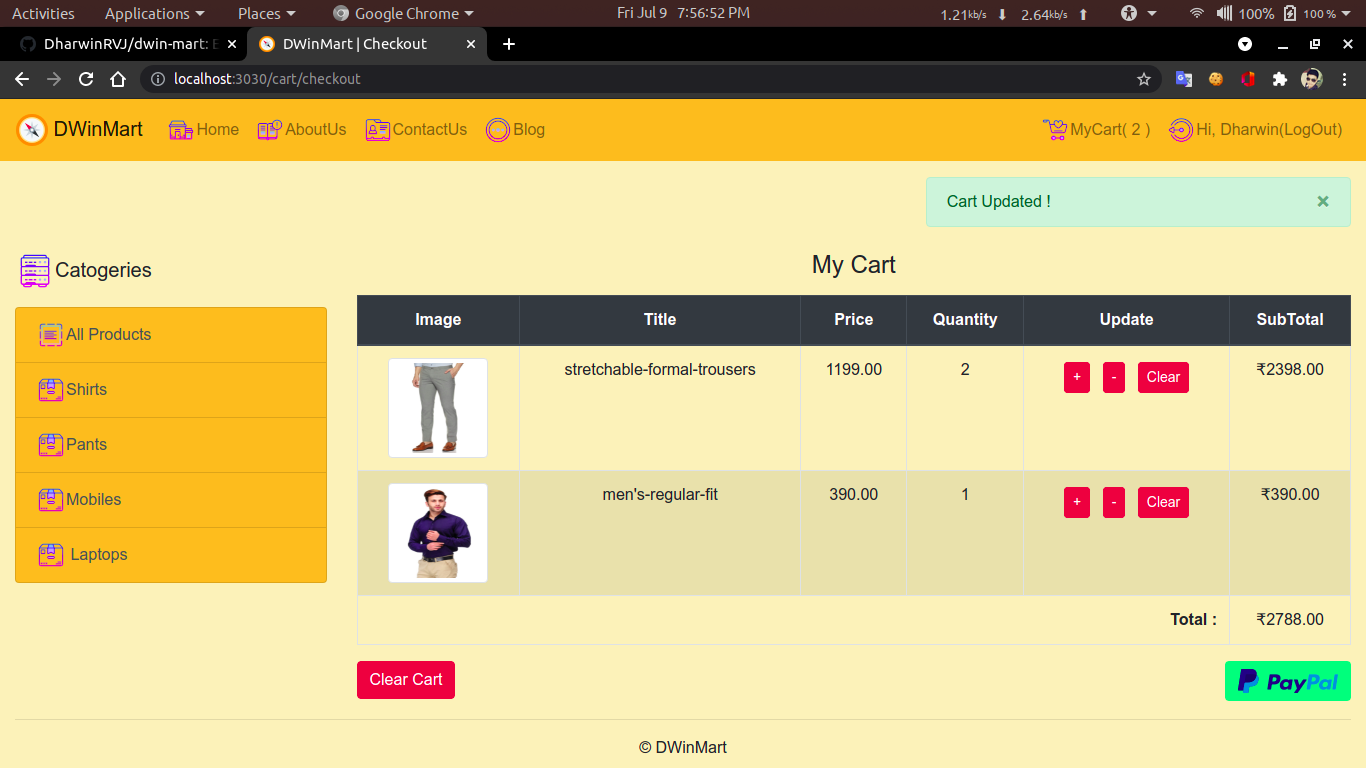 Activities Applications Places Google Chrome Fri Jul 9 7:56:52 PM 1.21kb/s 2.64kb/s 100% 100 %
DharwinRVJ/dwin-mart: E DWinMart | Checkout
localhost:3030/cart/checkout
DWinMart Home AboutUs ContactUs Blog MyCart( 2 ) Hi, Dharwin(LogOut)
Cart Updated ! ×
Catogeries
All Products
Shirts
Pants
Mobiles
Laptops
My Cart
Image Title Price Quantity Update SubTotal
stretchable-formal-trousers 1199.00 2 + - Clear ₹2398.00
men's-regular-fit 390.00 1 + - Clear ₹390.00
Total : ₹2788.00
Clear Cart PayPal
© DWinMart